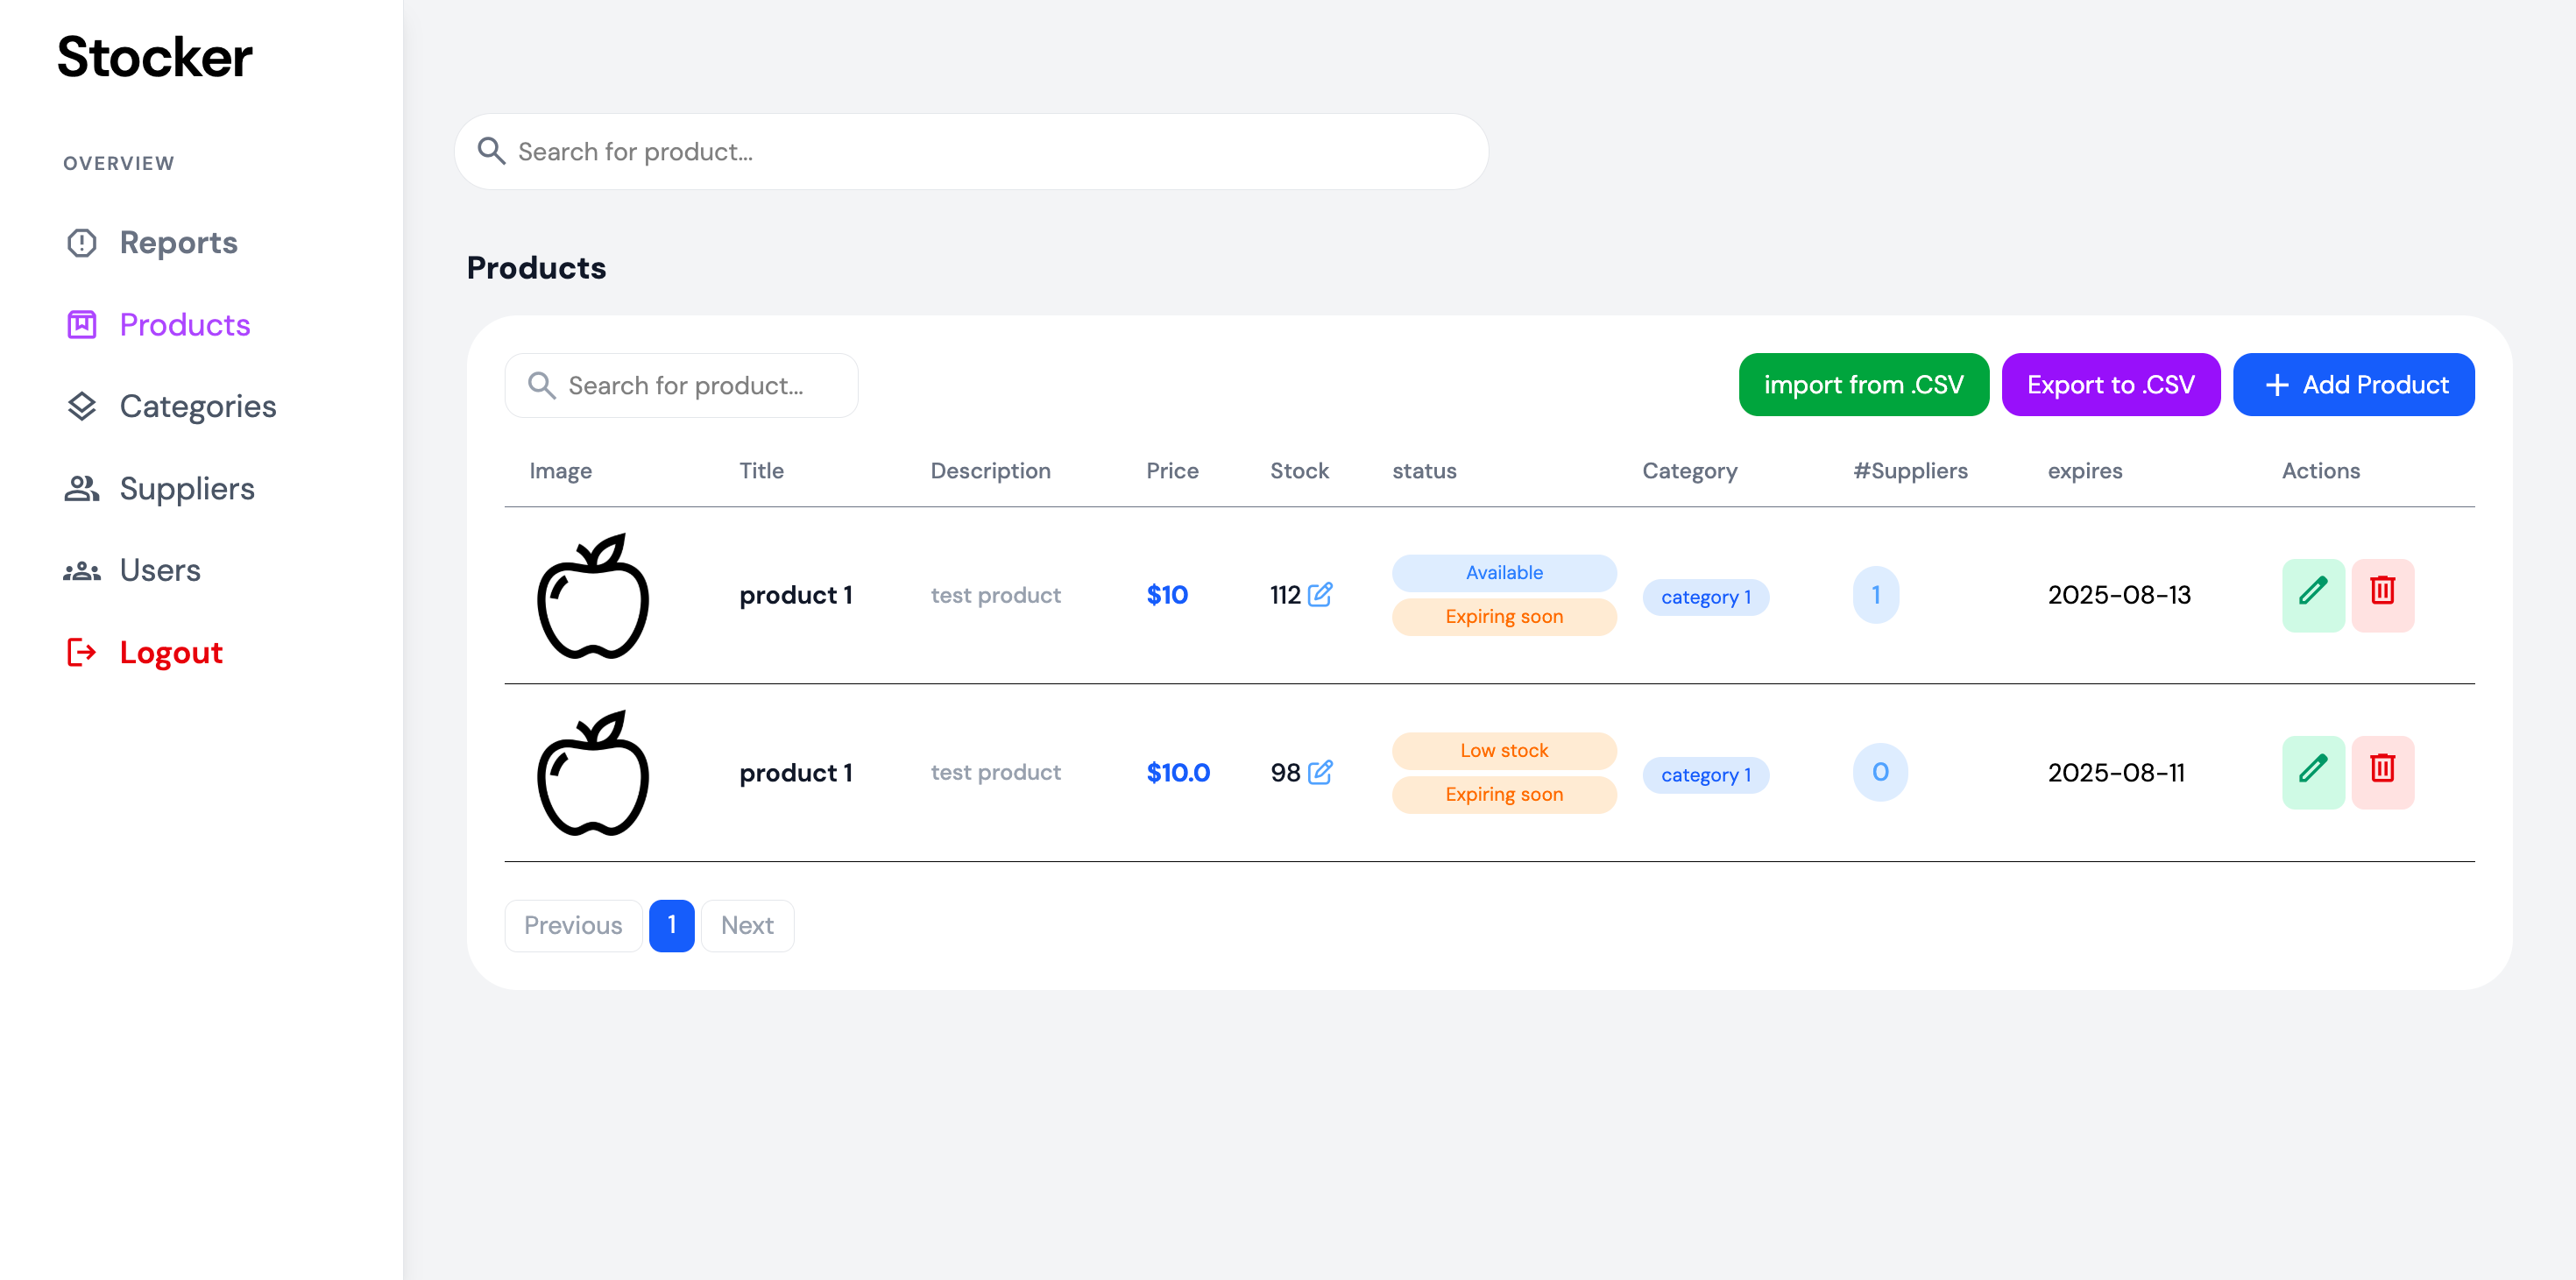 Stocker
OVERVIEW
Reports
Products
Categories
Suppliers
Users
Logout
Search for product...
Products
Search for product...
import from .CSV Export to .CSV + Add Product
Image Title Description Price Stock status Category #Suppliers expires Actions
Available
product 1 test product $10 112 category 1 1 2025-08-13
Expiring soon
Low stock
product 1 test product $10.0 98 category 1 0 2025-08-11
Expiring soon
Previous 1 Next